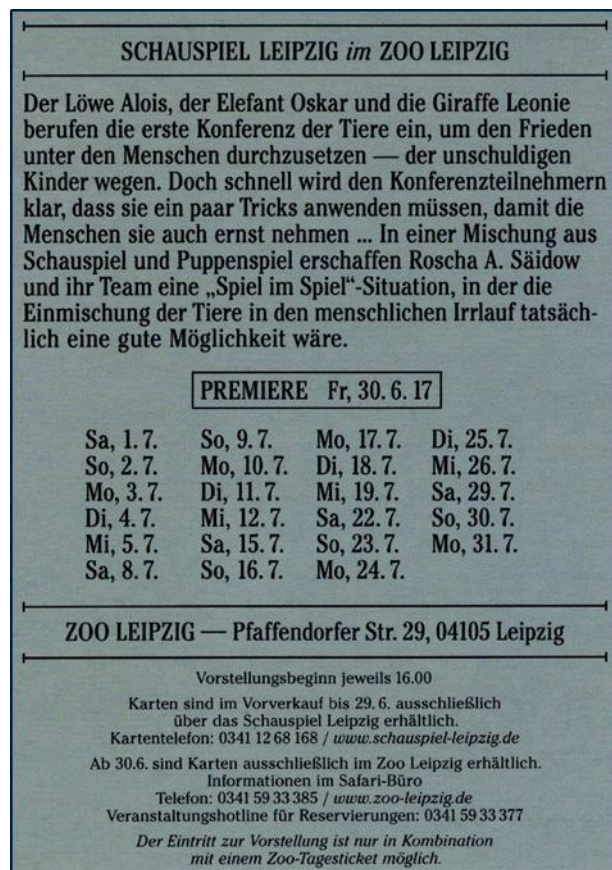 SCHAUSPIEL LEIPZIG im ZOO LEIPZIG
Der Löwe Alois, der Elefant Oskar und die Giraffe Leonie
berufen die erste Konferenz der Tiere ein, um den Frieden
unter den Menschen durchzusetzen — der unschuldigen
Kinder wegen. Doch schnell wird den Konferenzteilnehmern
klar, dass sie ein paar Tricks anwenden müssen, damit die
Menschen sie auch ernst nehmen ... In einer Mischung aus
Schauspiel und Puppenspiel erschaffen Roscha A. Säidow
und ihr Team eine „Spiel im Spiel“-Situation, in der die
Einmischung der Tiere in den menschlichen Irrlauf tatsäch-
lich eine gute Möglichkeit wäre.
PREMIERE Fr, 30. 6. 17
Sa, 1. 7. So, 9. 7. Mo, 17. 7. Di, 25. 7.
So, 2. 7. Mo, 10. 7. Di, 18. 7. Mi, 26. 7.
Mo, 3. 7. Di, 11. 7. Mi, 19. 7. Sa, 29. 7.
Di, 4. 7. Mi, 12. 7. Sa, 22. 7. So, 30. 7.
Mi, 5. 7. Sa, 15. 7. So, 23. 7. Mo, 31. 7.
Sa, 8. 7. So, 16. 7. Mo, 24. 7.
ZOO LEIPZIG — Pfaffendorfer Str. 29, 04105 Leipzig
Vorstellungsbeginn jeweils 16.00
Karten sind im Vorverkauf bis 29. 6. ausschließlich
über das Schauspiel Leipzig erhältlich.
Kartentelefon: 0341 12 68 168 / www.schauspiel-leipzig.de
Ab 30.6. sind Karten ausschließlich im Zoo Leipzig erhältlich.
Informationen im Safari-Büro
Telefon: 0341 59 33 385 / www.zoo-leipzig.de
Veranstaltungshotline für Reservierungen: 0341 59 33 377
Der Eintritt zur Vorstellung ist nur in Kombination
mit einem Zoo-Tagesticket möglich.